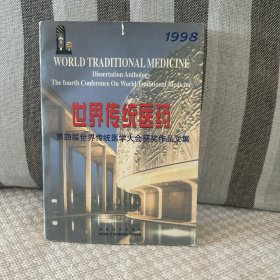 1998
WORLD TRADITIONAL MEDICINE
Dissertation Anthology
The fourth Conference On World Traditional Medicine
世界传统医药
第四届世界传统医学大会获奖作品文集